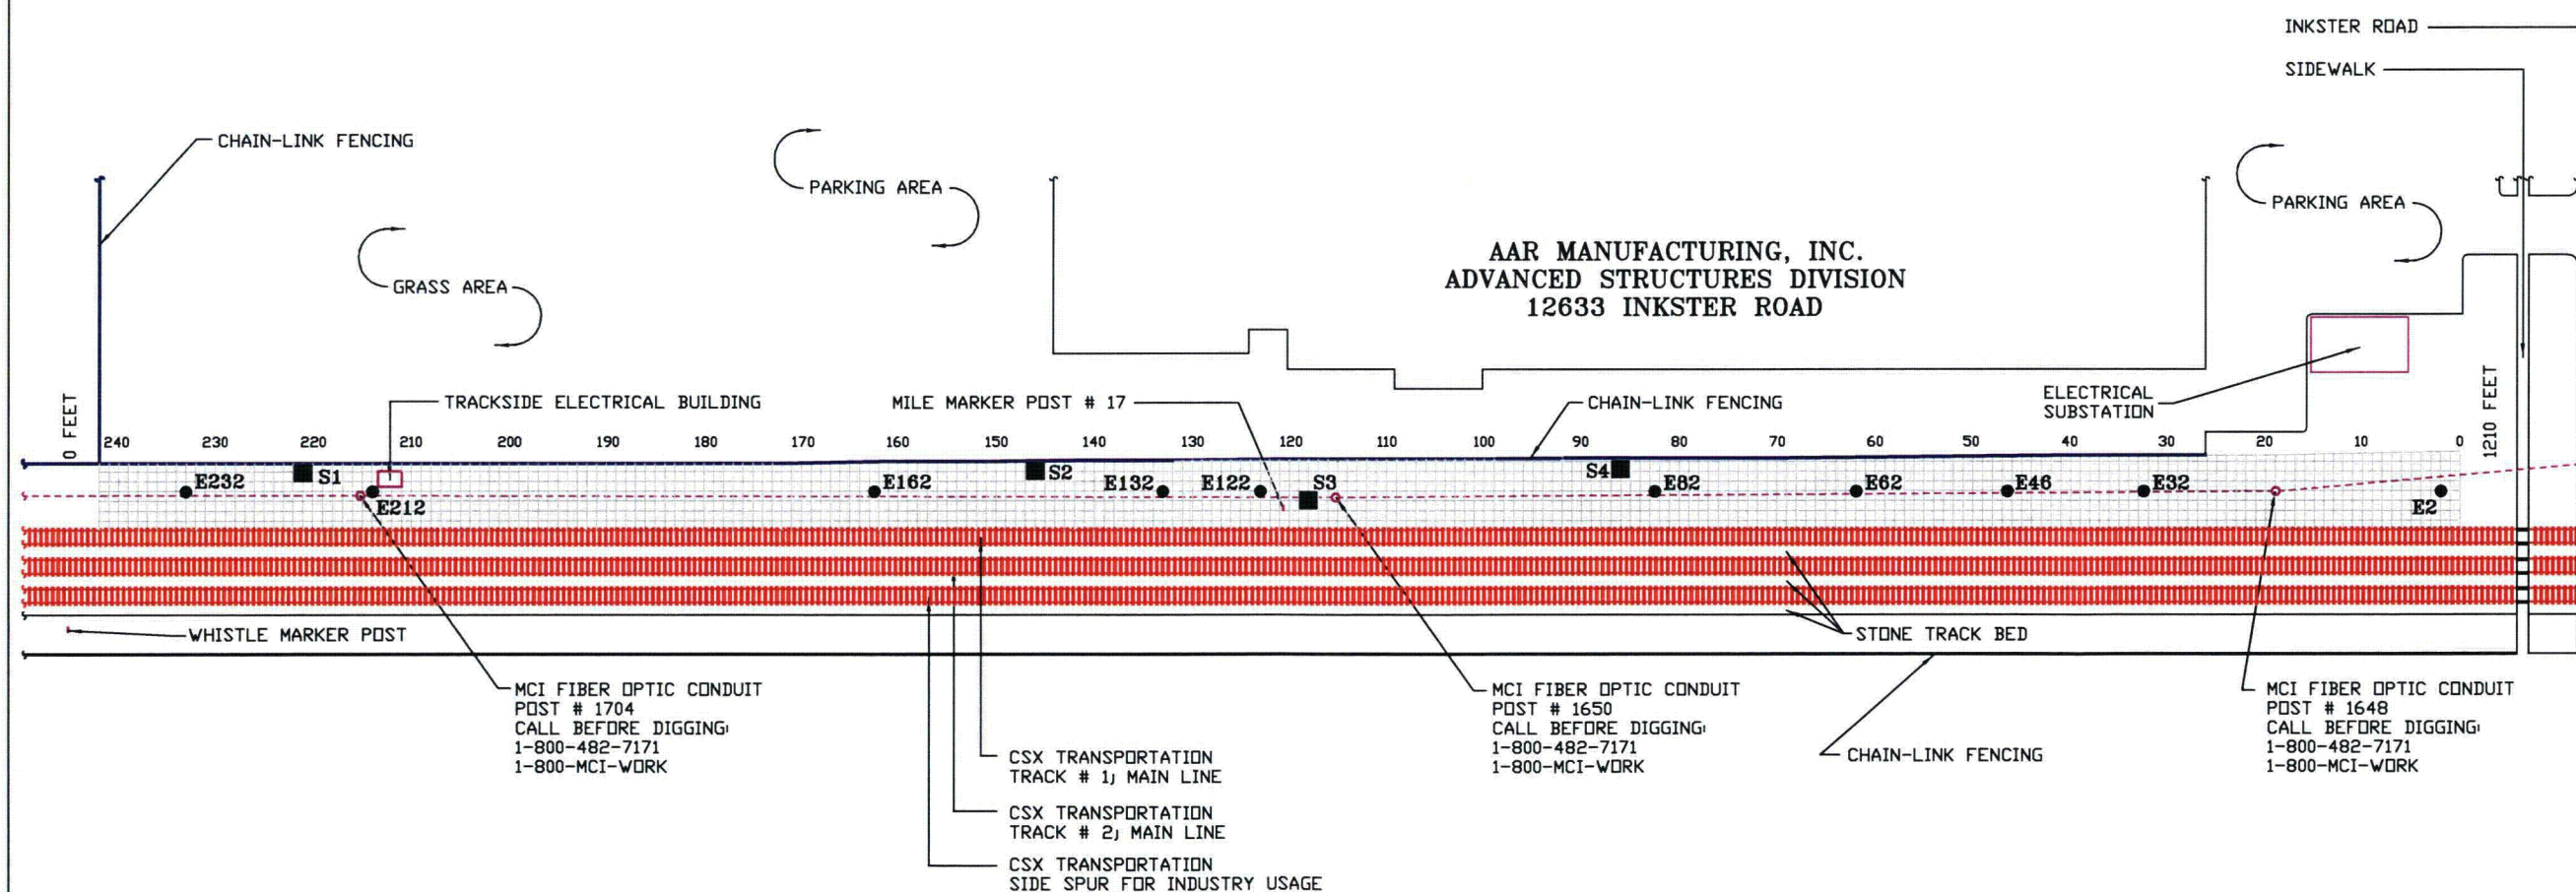 INKSTER ROAD
SIDEWALK
CHAIN-LINK FENCING
PARKING AREA
PARKING AREA
GRASS AREA
AAR MANUFACTURING, INC.
ADVANCED STRUCTURES DIVISION
12633 INKSTER ROAD
0 FEET
TRACKSIDE ELECTRICAL BUILDING
MILE MARKER POST # 17
CHAIN-LINK FENCING
ELECTRICAL
SUBSTATION
1210 FEET
240 230 220 210 200 190 180 170 160 150 140 130 120 110 100 90 80 70 60 50 40 30 20 10 0
E232 S1 E212 E162 S2 E132 E122 S3 S4 E82 E62 E46 E32 E2
WHISTLE MARKER POST
STONE TRACK BED
MCI FIBER OPTIC CONDUIT
POST # 1704
CALL BEFORE DIGGING:
1-800-482-7171
1-800-MCI-WORK
CSX TRANSPORTATION
TRACK # 1; MAIN LINE
CSX TRANSPORTATION
TRACK # 2; MAIN LINE
CSX TRANSPORTATION
SIDE SPUR FOR INDUSTRY USAGE
MCI FIBER OPTIC CONDUIT
POST # 1650
CALL BEFORE DIGGING:
1-800-482-7171
1-800-MCI-WORK
CHAIN-LINK FENCING
MCI FIBER OPTIC CONDUIT
POST # 1648
CALL BEFORE DIGGING:
1-800-482-7171
1-800-MCI-WORK